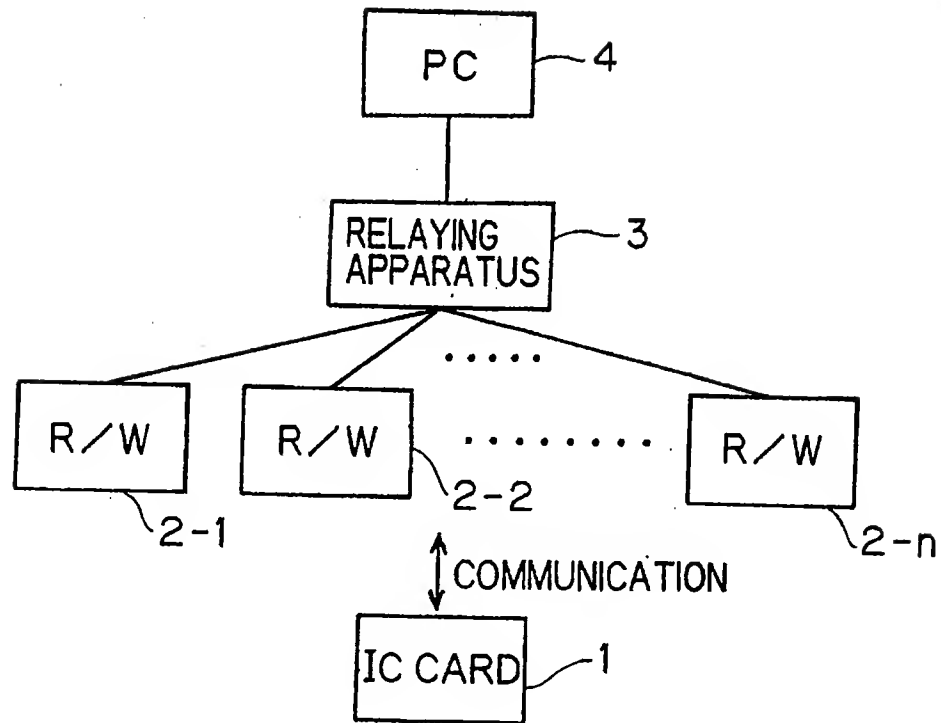 PC
4
RELAYING
APPARATUS
3
.....
R/W
R/W
.........
R/W
2-1
2-2
2-n
COMMUNICATION
IC CARD
1